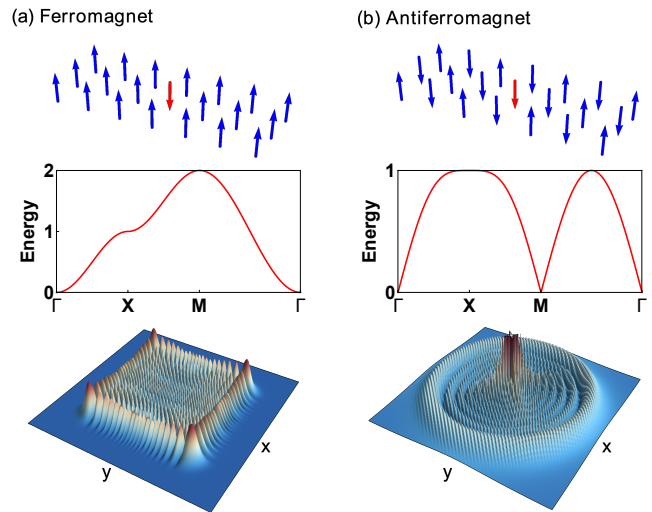 (a) Ferromagnet
(b) Antiferromagnet
2
1
0
Energy
Γ X M Γ
1
0
Energy
Γ X M Γ
y
x
y
x